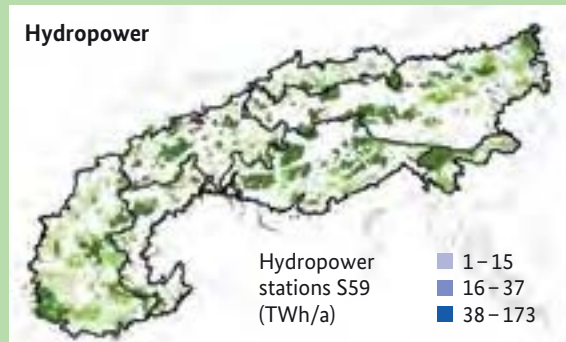 Hydropower
Hydropower
stations S59
(TWh/a)
1–15
16–37
38–173